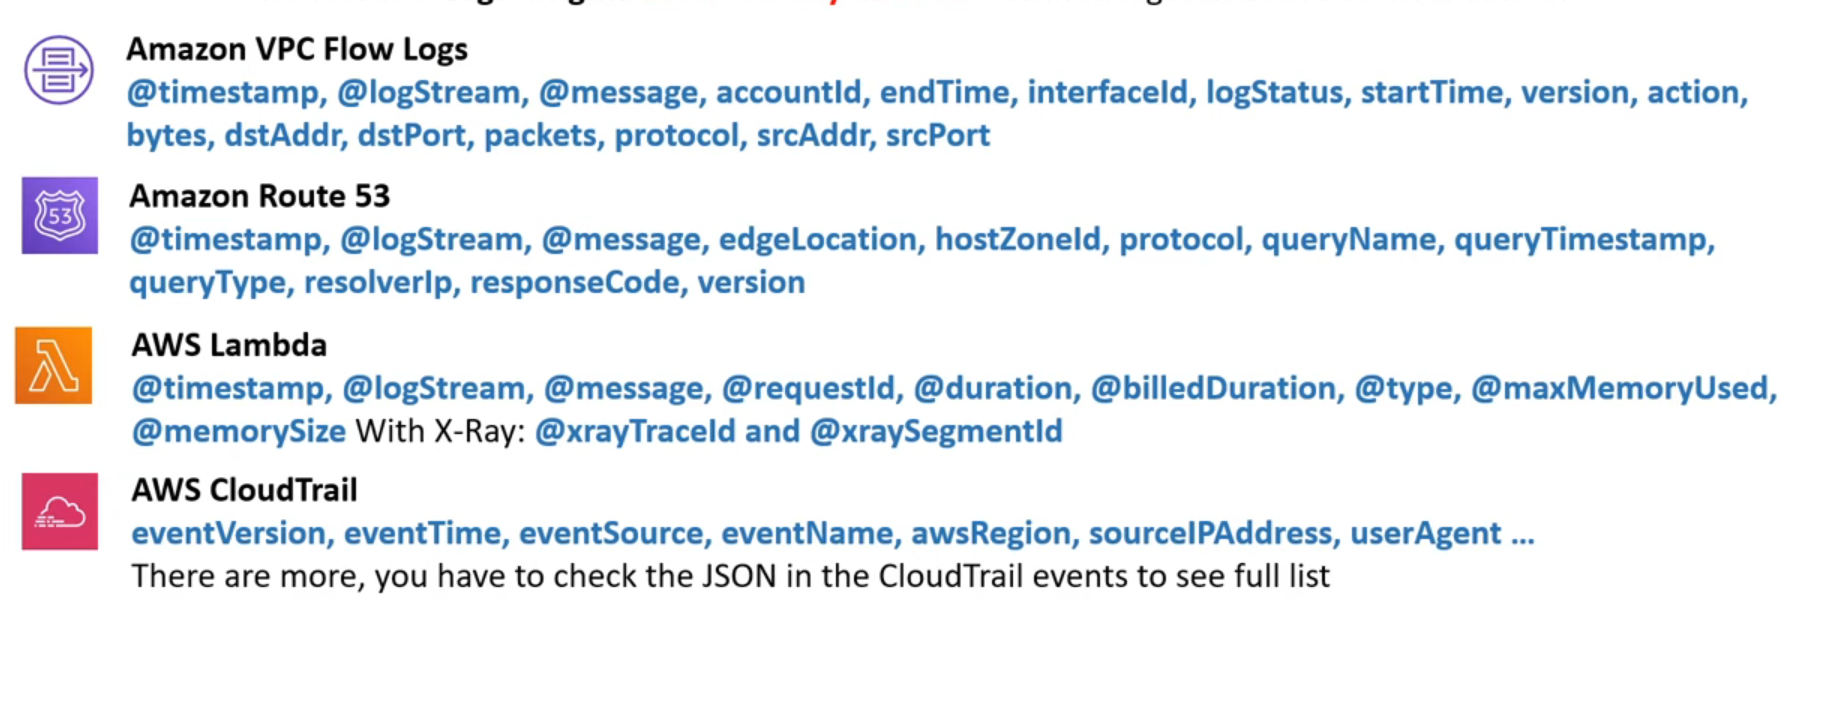 Amazon VPC Flow Logs
@timestamp, @logStream, @message, accountId, endTime, interfaceId, logStatus, startTime, version, action,
bytes, dstAddr, dstPort, packets, protocol, srcAddr, srcPort
53
Amazon Route 53
@timestamp, @logStream, @message, edgeLocation, hostZoneId, protocol, queryName, queryTimestamp,
queryType, resolverIp, responseCode, version
AWS Lambda
@timestamp, @logStream, @message, @requestId, @duration, @billedDuration, @type, @maxMemoryUsed,
@memorySize With X-Ray: @xrayTraceId and @xraySegmentId
AWS CloudTrail
eventVersion, eventTime, eventSource, eventName, awsRegion, sourceIPAddress, userAgent ...
There are more, you have to check the JSON in the CloudTrail events to see full list